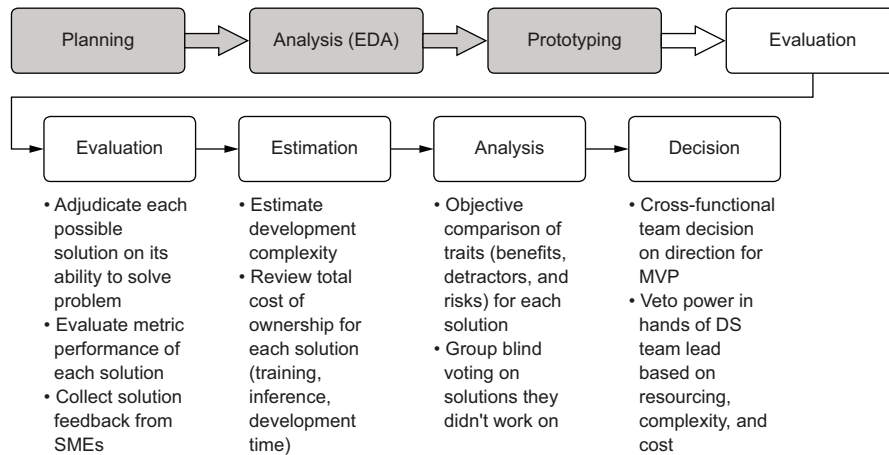 Planning
Analysis (EDA)
Prototyping
Evaluation
Evaluation
• Adjudicate each
possible
solution on its
ability to solve
problem
• Evaluate metric
performance of
each solution
• Collect solution
feedback from
SMEs
Estimation
• Estimate
development
complexity
• Review total
cost of
ownership for
each solution
(training,
inference,
development
time)
Analysis
• Objective
comparison of
traits (benefits,
detractors, and
risks) for each
solution
• Group blind
voting on
solutions they
didn't work on
Decision
• Cross-functional
team decision
on direction for
MVP
• Veto power in
hands of DS
team lead
based on
resourcing,
complexity, and
cost